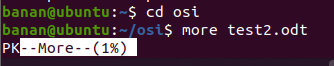 banan@ubuntu:~$ cd osi
banan@ubuntu:~/osi$ more test2.odt
PK--More--(1%)